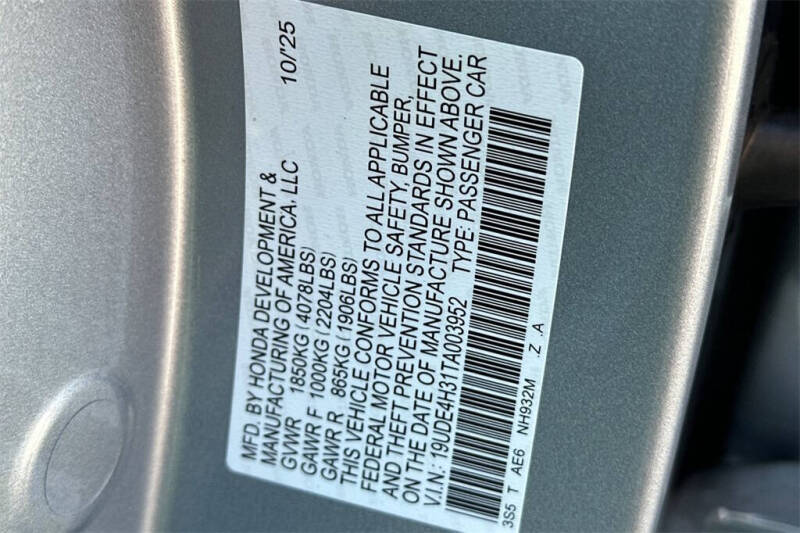 MFD. BY HONDA DEVELOPMENT & 10/'25
MANUFACTURING OF AMERICA, LLC
GVWR 1850KG (4078LBS)
GAWR F 1000KG (2204LBS)
GAWR R 865KG (1906LBS)
THIS VEHICLE CONFORMS TO ALL APPLICABLE
FEDERAL MOTOR VEHICLE SAFETY, BUMPER,
AND THEFT PREVENTION STANDARDS IN EFFECT
ON THE DATE OF MANUFACTURE SHOWN ABOVE.
V.I.N.: 19UDE4H31TA003952 TYPE: PASSENGER CAR
3S5 T AE6 NH932M .Z .A